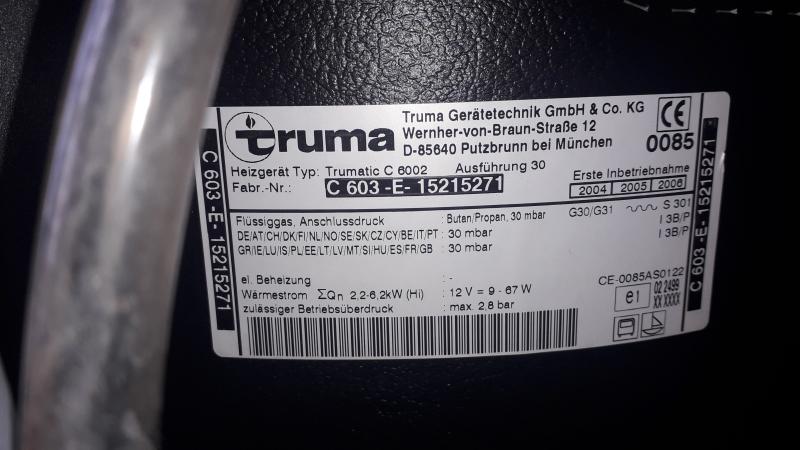 truma
Truma Gerätetechnik GmbH & Co. KG
Wernher-von-Braun-Straße 12
D-85640 Putzbrunn bei München
CE
0085
Heizgerät Typ: Trumatic C 6002 Ausführung 30
Fabr.-Nr.: C 603 -E- 15215271
Erste Inbetriebnahme
2004 2005 2006
Flüssiggas, Anschlussdruck : Butan/Propan, 30 mbar G30/G31 S 301
DE/AT/CH/DK/FI/NL/NO/SE/SK/CZ/CY/BE/IT/PT : 30 mbar I 3B/P
GR/IE/LU/IS/PL/EE/LT/LV/MT/SI/HU/ES/FR/GB : 30 mbar I 3B/P
el. Beheizung : -
CE-0085AS0122
Wärmestrom ΣQn 2,2-6,2kW (Hi) : 12 V = 9 - 67 W
zulässiger Betriebsüberdruck : max. 2,8 bar
e1 02 2499
XX XXXX
C 603 -E- 15215271
C 603 -E- 15215271